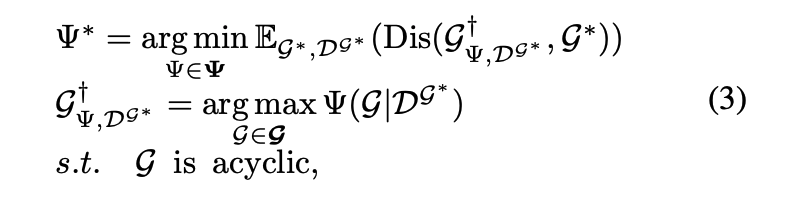 Ψ* = arg min_{Ψ∈𝚿} 𝔼_{𝒢*,𝒟^{𝒢*}}(Dis(𝒢†_{Ψ,𝒟^{𝒢*}}, 𝒢*))
𝒢†_{Ψ,𝒟^{𝒢*}} = arg max_{𝒢∈𝓖} Ψ(𝒢|𝒟^{𝒢*}) (3)
s.t. 𝒢 is acyclic,